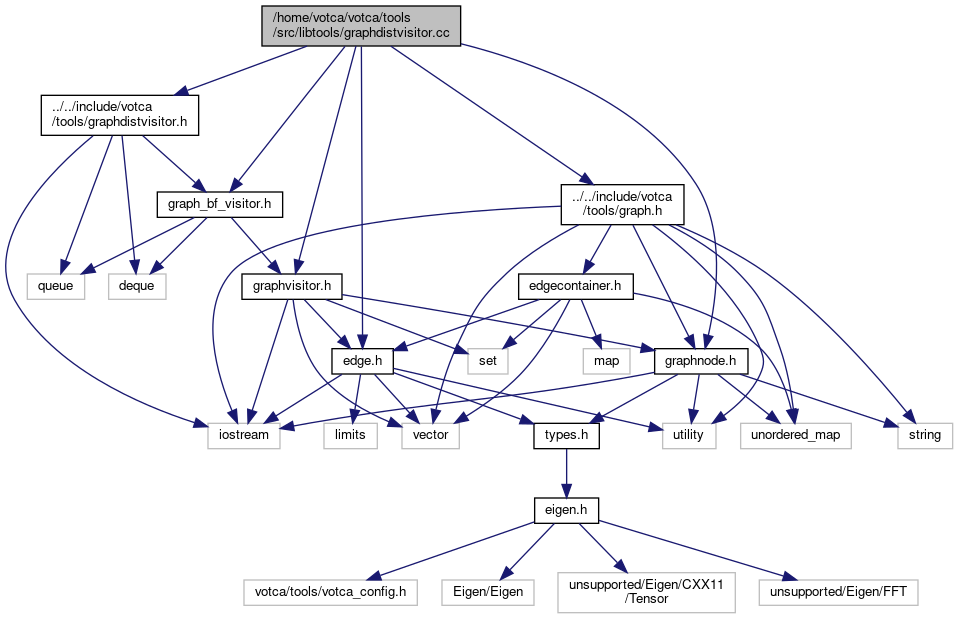 /home/votca/votca/tools
/src/libtools/graphdistvisitor.cc
../../include/votca
/tools/graphdistvisitor.h
graph_bf_visitor.h
../../include/votca
/tools/graph.h
queue
deque
graphvisitor.h
edgecontainer.h
edge.h
set
map
graphnode.h
iostream
limits
vector
types.h
utility
unordered_map
string
eigen.h
votca/tools/votca_config.h
Eigen/Eigen
unsupported/Eigen/CXX11
/Tensor
unsupported/Eigen/FFT